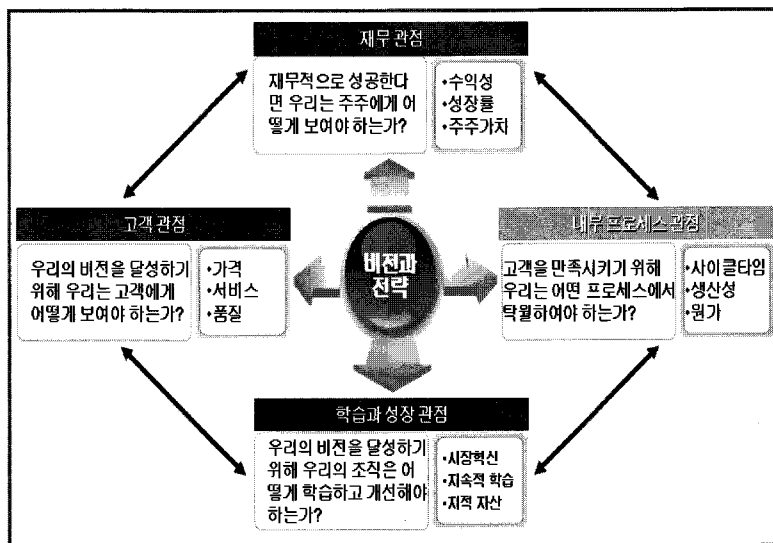 재무 관점
재무적으로 성공한다
면 우리는 주주에게 어
떻게 보여야 하는가?
•수익성
•성장률
•주주가치
고객 관점
우리의 비전을 달성하기
위해 우리는 고객에게
어떻게 보여야 하는가?
•가격
•서비스
•품질
비전과
전략
내부 프로세스 관점
고객을 만족시키기 위해
우리는 어떤 프로세스에서
탁월하여야 하는가?
•사이클타임
•생산성
•원가
학습과 성장 관점
우리의 비전을 달성하기
위해 우리의 조직은 어
떻게 학습하고 개선해야
하는가?
•시장혁신
•지속적 학습
•지적 자산